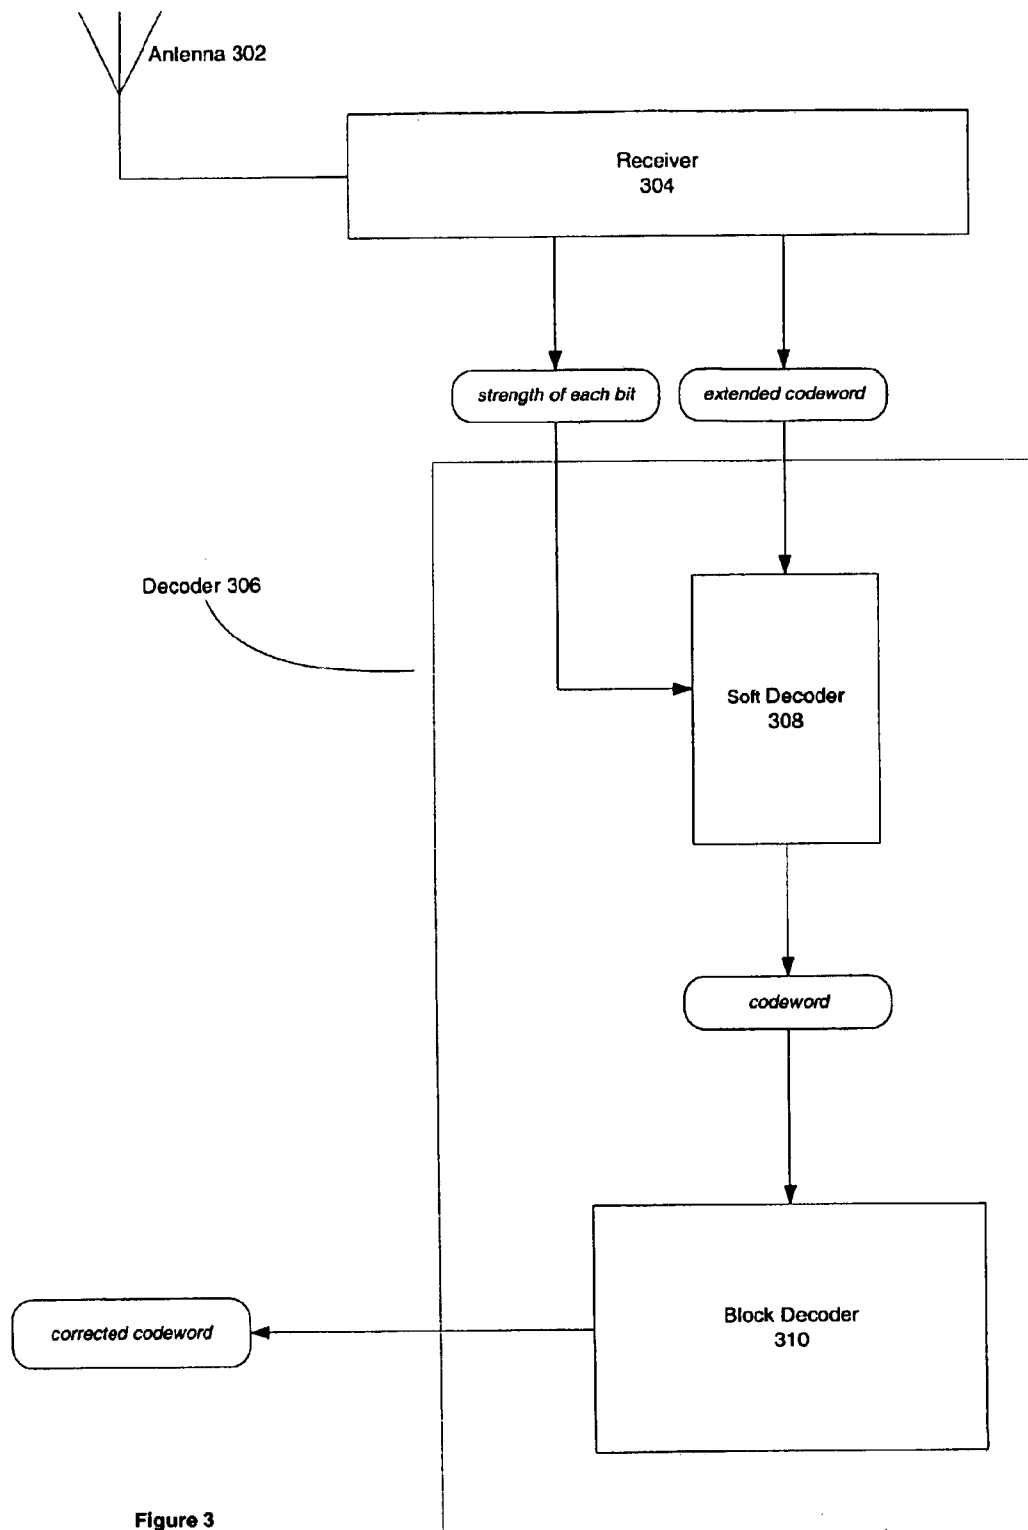 Antenna 302
Receiver
304
strength of each bit
extended codeword
Decoder 306
Soft Decoder
308
codeword
Block Decoder
310
corrected codeword
Figure 3